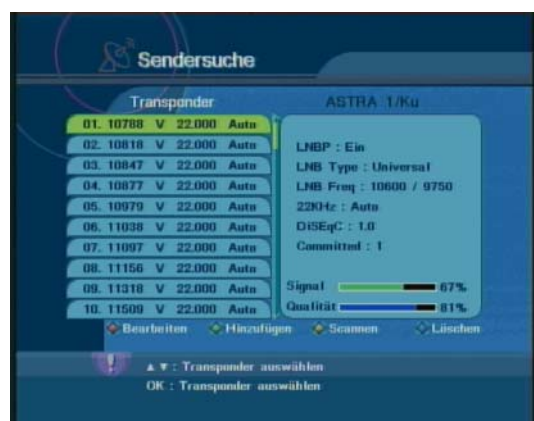 Sendersuche
Transponder
ASTRA 1/Ku
01. 10788 V 22.000 Auto
02. 10818 V 22.000 Auto
03. 10847 V 22.000 Auto
04. 10877 V 22.000 Auto
05. 10979 V 22.000 Auto
06. 11038 V 22.000 Auto
07. 11097 V 22.000 Auto
08. 11156 V 22.000 Auto
09. 11318 V 22.000 Auto
10. 11509 V 22.000 Auto
LNBP : Ein
LNB Type : Universal
LNB Freq : 10600 / 9750
22KHz : Auto
DiSEqC : 1.0
Committed : 1
Signal 67%
Qualität 81%
Bearbeiten Hinzufügen Scannen Löschen
▲ ▼ : Transponder auswählen
OK : Transponder auswählen